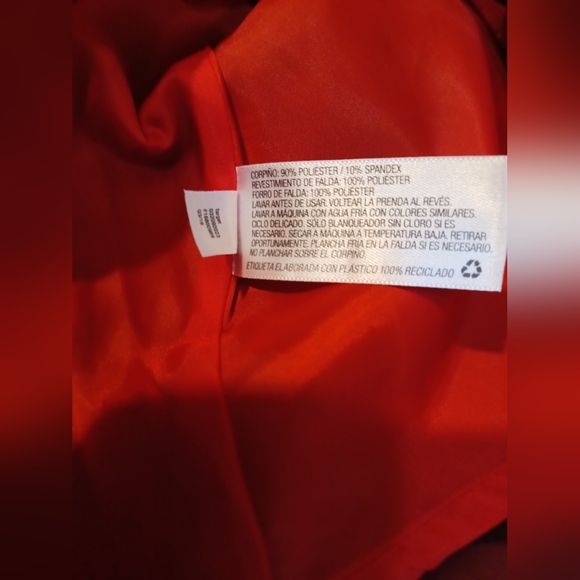 CORPIÑO: 90% POLIÉSTER / 10% SPANDEX
REVESTIMIENTO DE FALDA: 100% POLIÉSTER
FORRO DE FALDA: 100% POLIÉSTER
LAVAR ANTES DE USAR. VOLTEAR LA PRENDA AL REVÉS.
LAVAR A MÁQUINA CON AGUA FRÍA CON COLORES SIMILARES.
CICLO DELICADO. SÓLO BLANQUEADOR SIN CLORO SI ES
NECESARIO. SECAR A MÁQUINA A TEMPERATURA BAJA. RETIRAR
OPORTUNAMENTE. PLANCHA FRÍA EN LA FALDA SI ES NECESARIO.
NO PLANCHAR SOBRE EL CORPIÑO.
ETIQUETA ELABORADA CON PLÁSTICO 100% RECICLADO
Target